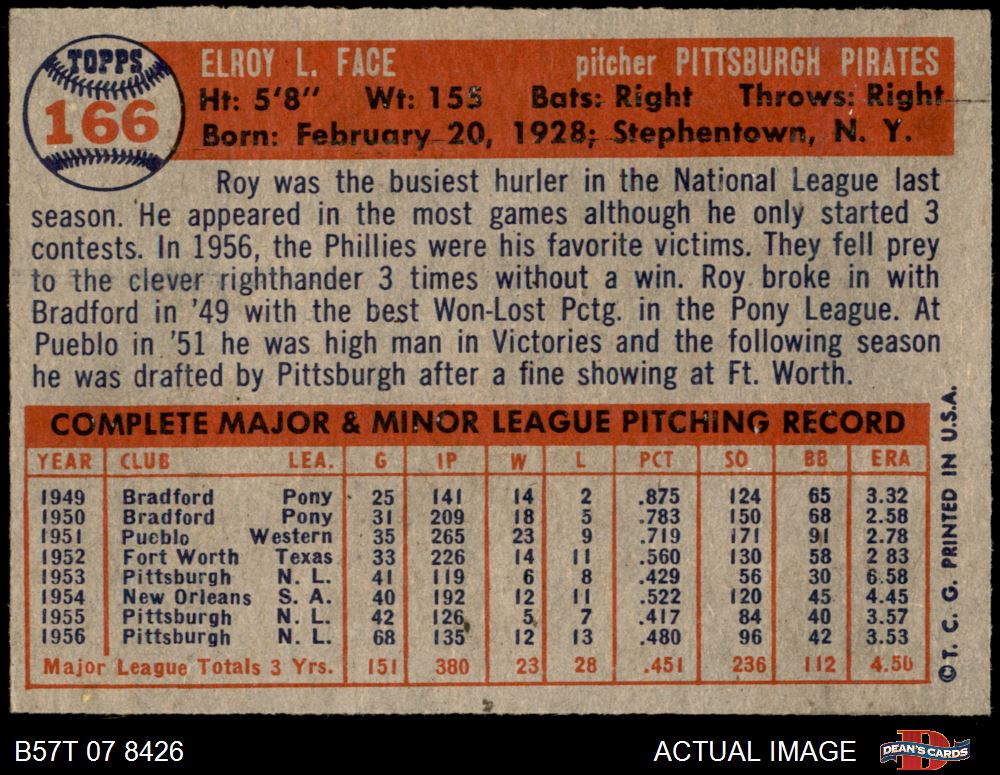 TOPPS
166
ELROY L. FACE pitcher PITTSBURGH PIRATES
Ht: 5'8" Wt: 155 Bats: Right Throws: Right
Born: February 20, 1928; Stephentown, N. Y.
Roy was the busiest hurler in the National League last
season. He appeared in the most games although he only started 3
contests. In 1956, the Phillies were his favorite victims. They fell prey
to the clever righthander 3 times without a win. Roy broke in with
Bradford in '49 with the best Won-Lost Pctg. in the Pony League. At
Pueblo in '51 he was high man in Victories and the following season
he was drafted by Pittsburgh after a fine showing at Ft. Worth.
COMPLETE MAJOR & MINOR LEAGUE PITCHING RECORD
YEAR CLUB LEA. G IP W L PCT SO BB ERA
1949 Bradford Pony 25 141 14 2 .875 124 65 3.32
1950 Bradford Pony 31 209 18 5 .783 150 68 2.58
1951 Pueblo Western 35 265 23 9 .719 171 91 2.78
1952 Fort Worth Texas 33 226 14 11 .560 130 58 2 83
1953 Pittsburgh N. L. 41 119 6 8 .429 56 30 6.58
1954 New Orleans S. A. 40 192 12 11 .522 120 45 4.45
1955 Pittsburgh N. L. 42 126 5 7 .417 84 40 3.57
1956 Pittsburgh N. L. 68 135 12 13 .480 96 42 3.53
Major League Totals 3 Yrs. 151 380 23 28 .451 236 112 4.50
© T. C. G. PRINTED IN U.S.A.
B57T 07 8426 ACTUAL IMAGE DEAN'S CARDS